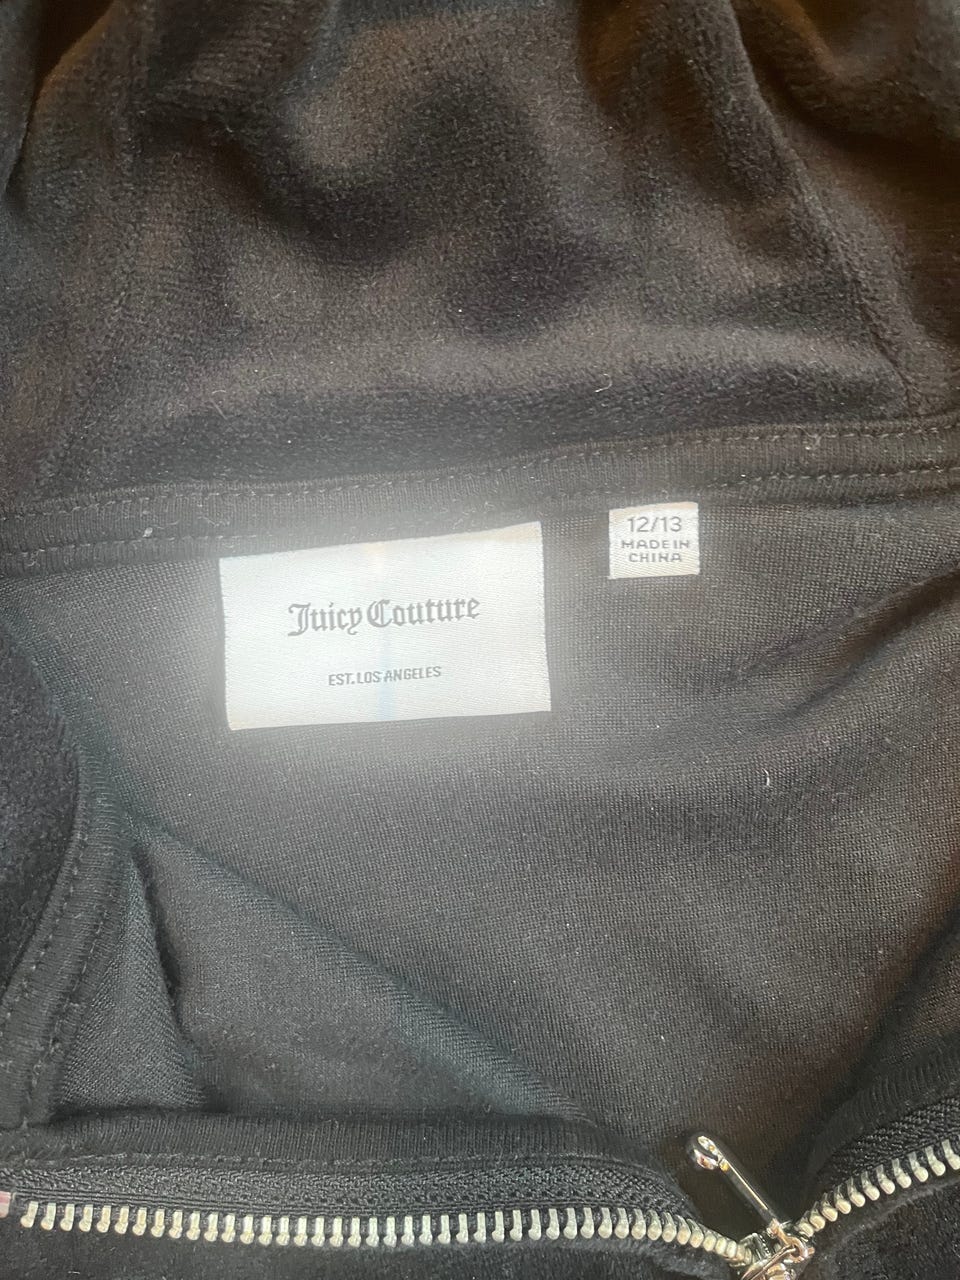 Juicy Couture
EST. LOS ANGELES
12/13
MADE IN
CHINA